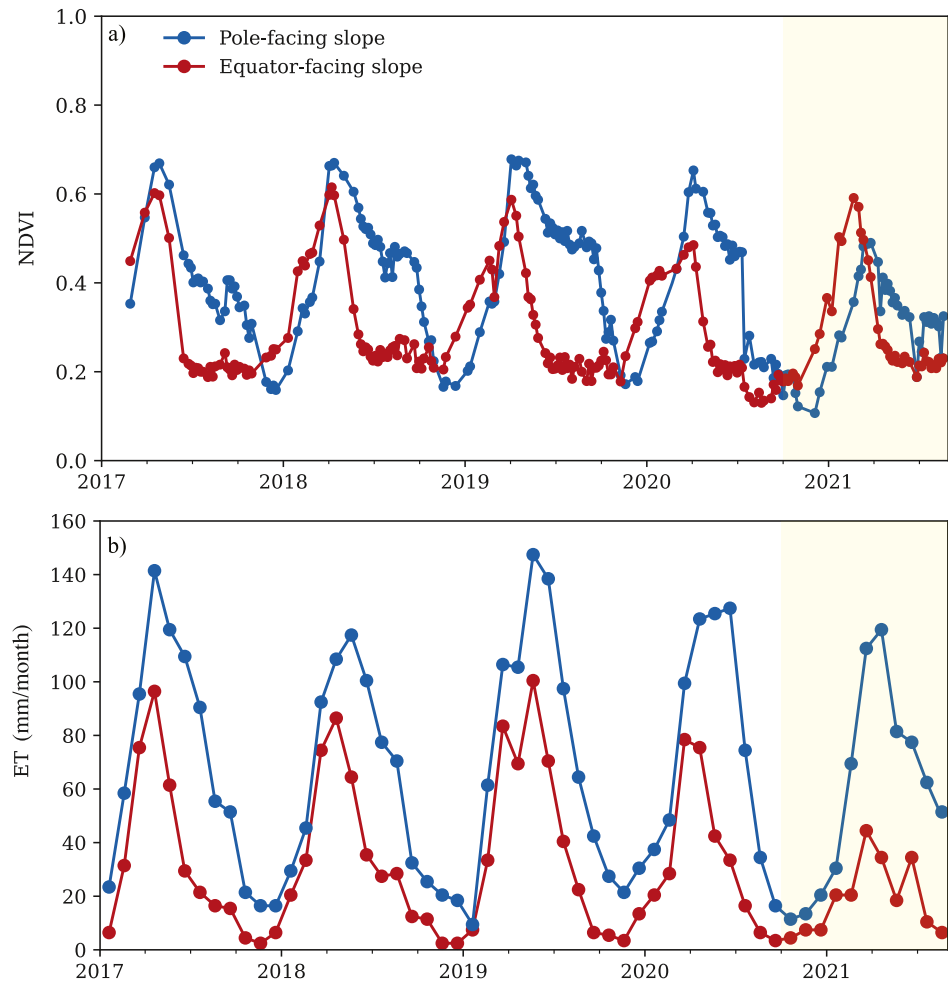 a)
Pole-facing slope
Equator-facing slope
NDVI
1.0
0.8
0.6
0.4
0.2
0.0
2017 2018 2019 2020 2021
b)
ET (mm/month)
160
140
120
100
80
60
40
20
0
2017 2018 2019 2020 2021